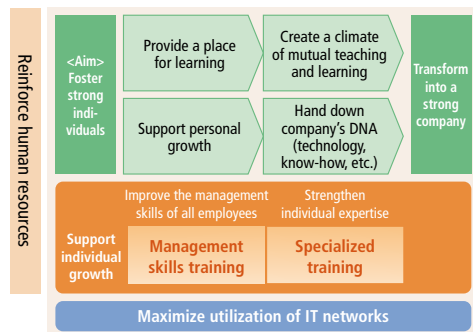 Reinforce human resources
<Aim>
Foster
strong
indi-
viduals
Provide a place
for learning
Create a climate
of mutual teaching
and learning
Support personal
growth
Hand down
company's DNA
(technology,
know-how, etc.)
Transform
into a
strong
company
Support
individual
growth
Improve the management
skills of all employees
Management
skills training
Strengthen
individual expertise
Specialized
training
Maximize utilization of IT networks